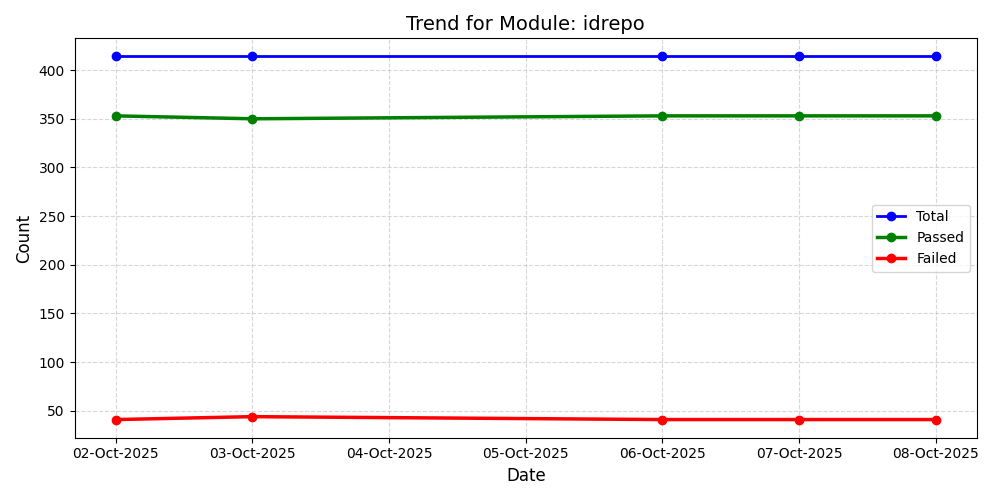 Trend for Module: idrepo
Count
400
350
300
250
200
150
100
50
Total
Passed
Failed
02-Oct-2025
03-Oct-2025
04-Oct-2025
05-Oct-2025
06-Oct-2025
07-Oct-2025
08-Oct-2025
Date